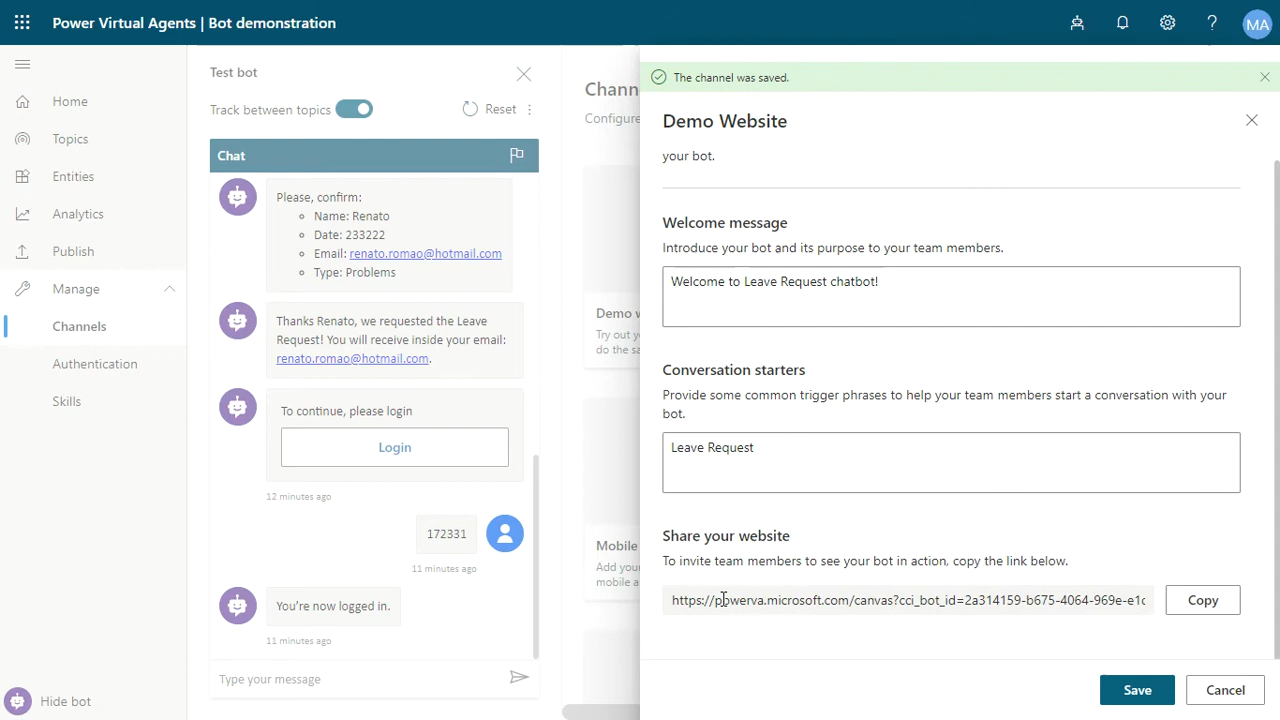 Power Virtual Agents | Bot demonstration
MA
Home
Topics
Entities
Analytics
Publish
Manage
Channels
Authentication
Skills
Hide bot
Test bot
Track between topics
Reset
Chat
Please, confirm:
Name: Renato
Date: 233222
Email: renato.romao@hotmail.com
Type: Problems
Thanks Renato, we requested the Leave
Request! You will receive inside your email:
renato.romao@hotmail.com.
To continue, please login
Login
12 minutes ago
172331
11 minutes ago
You're now logged in.
11 minutes ago
Type your message
Chann
Configure
Demo w
Try out yo
do the sa
Mobile
Add your
mobile a
The channel was saved.
Demo Website
your bot.
Welcome message
Introduce your bot and its purpose to your team members.
Welcome to Leave Request chatbot!
Conversation starters
Provide some common trigger phrases to help your team members start a conversation with your
bot.
Leave Request
Share your website
To invite team members to see your bot in action, copy the link below.
https://powerva.microsoft.com/canvas?cci_bot_id=2a314159-b675-4064-969e-e1c
Copy
Save
Cancel